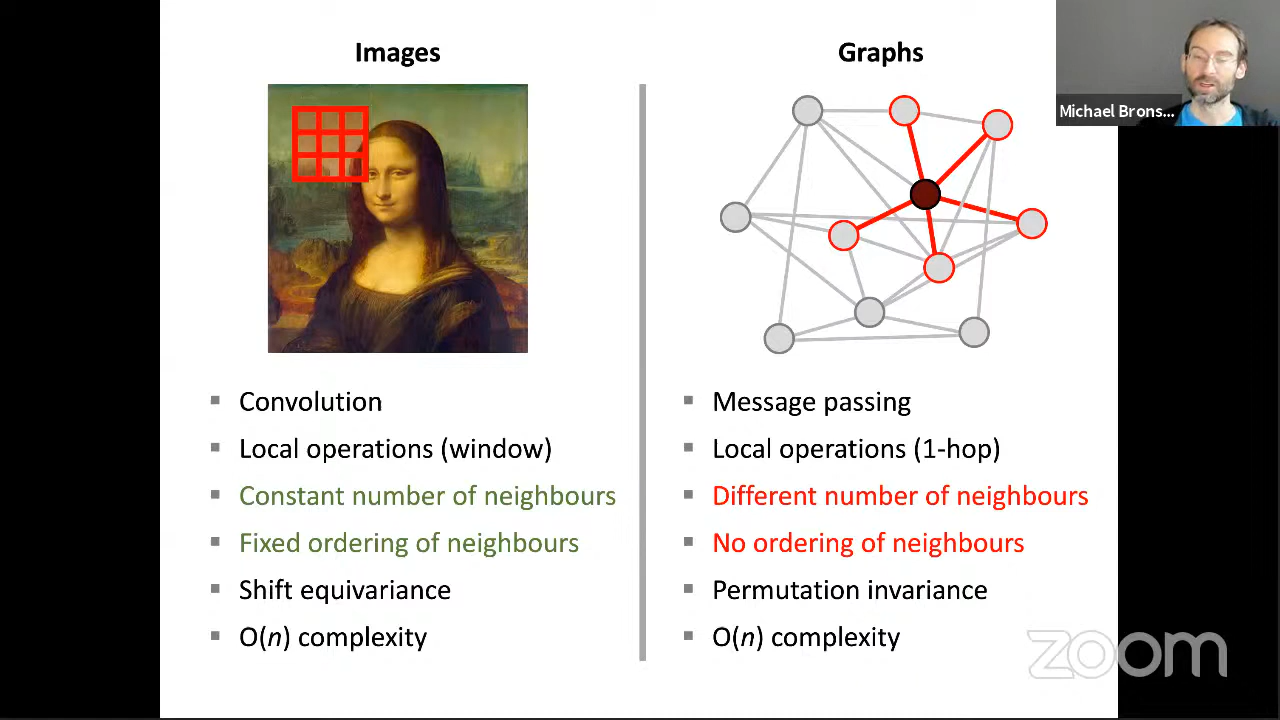 Images
Graphs
Michael Brons...
▪ Convolution
▪ Local operations (window)
▪ Constant number of neighbours
▪ Fixed ordering of neighbours
▪ Shift equivariance
▪ O(n) complexity
▪ Message passing
▪ Local operations (1-hop)
▪ Different number of neighbours
▪ No ordering of neighbours
▪ Permutation invariance
▪ O(n) complexity
zoom